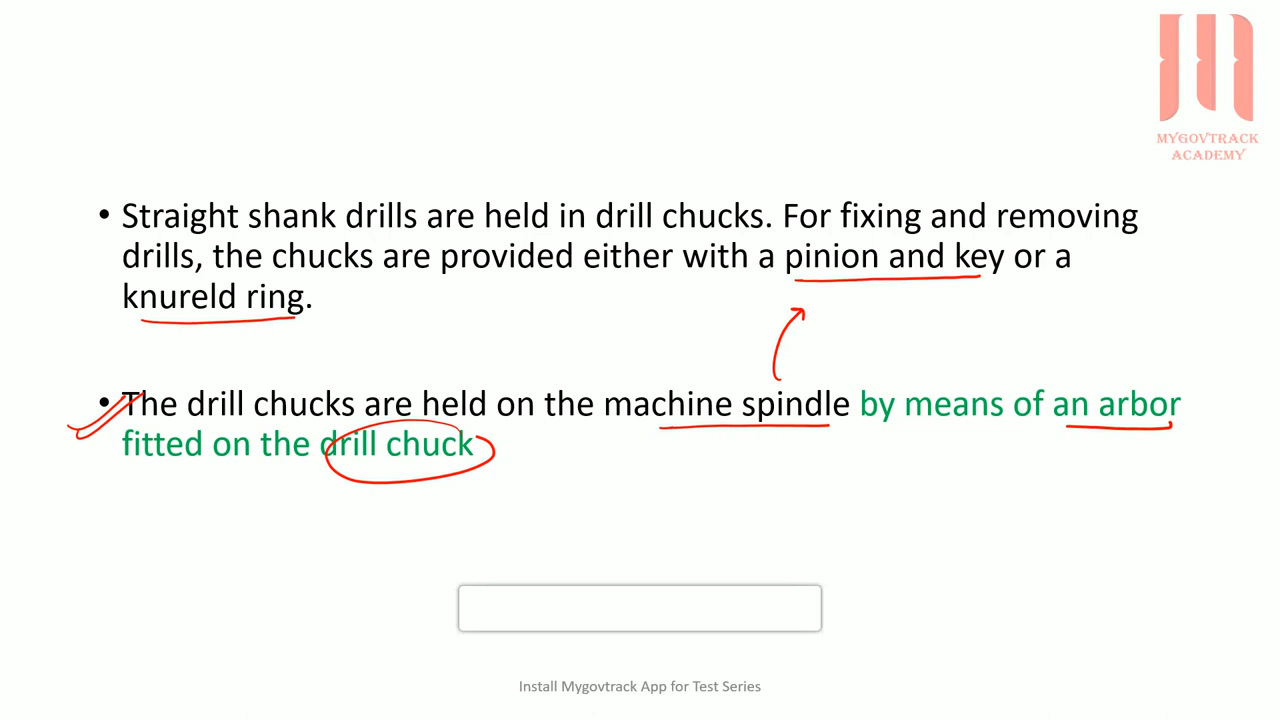 MYGOVTRACK
ACADEMY
• Straight shank drills are held in drill chucks. For fixing and removing
drills, the chucks are provided either with a pinion and key or a
knureld ring.
• The drill chucks are held on the machine spindle by means of an arbor
fitted on the drill chuck
Install Mygovtrack App for Test Series